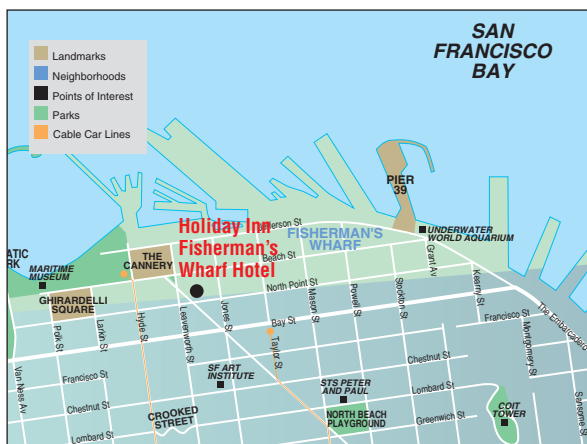 SAN
FRANCISCO
BAY
Landmarks
Neighborhoods
Points of Interest
Parks
Cable Car Lines
PIER
39
Holiday Inn
Fisherman's
Wharf Hotel
Jefferson St
FISHERMAN'S
WHARF
UNDERWATER
WORLD AQUARIUM
ATIC
RK
MARITIME
MUSEUM
THE
CANNERY
Beach St
Grant Av
GHIRARDELLI
SQUARE
North Point St
Kearny St
The Embarcadero
Polk St
Larkin St
Hyde St
Leavenworth St
Jones St
Bay St
Taylor St
Mason St
Powell St
Stockton St
Francisco St
Montgomery St
Sansome St
Van Ness Av
Francisco St
Chestnut St
SF ART
INSTITUTE
STS PETER
AND PAUL
Lombard St
Chestnut St
CROOKED
STREET
NORTH BEACH
PLAYGROUND
Greenwich St
COIT
TOWER
Lombard St